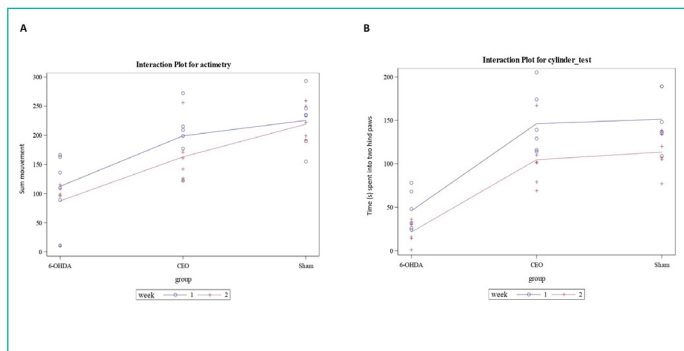 A
Interaction Plot for actimetry
300
250
200
150
100
50
0
Sum mouvement
6-OHDA CEO Sham
group
week 1 2
B
Interaction Plot for cylinder_test
200
150
100
50
0
Time (s) spent into two hind paws
6-OHDA CEO Sham
group
week 1 2